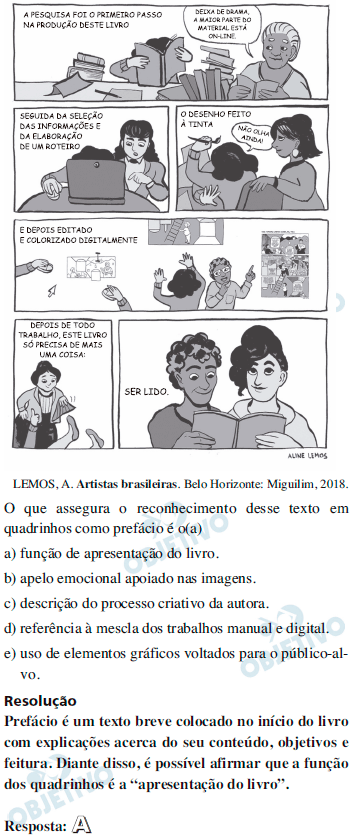 A PESQUISA FOI O PRIMEIRO PASSO
NA PRODUÇÃO DESTE LIVRO
DEIXA DE DRAMA,
A MAIOR PARTE DO
MATERIAL ESTÁ
ON-LINE.
SEGUIDA DA SELEÇÃO
DAS INFORMAÇÕES E
DA ELABORAÇÃO
DE UM ROTEIRO
O DESENHO FEITO
À TINTA
NÃO OLHA
AINDA!
E DEPOIS EDITADO
E COLORIZADO DIGITALMENTE
DEPOIS DE TODO
TRABALHO, ESTE LIVRO
SÓ PRECISA DE MAIS
UMA COISA:
SER LIDO.
ALINE LEMOS
LEMOS, A. Artistas brasileiras. Belo Horizonte: Miguilim, 2018.
O que assegura o reconhecimento desse texto em
quadrinhos como prefácio é o(a)
a) função de apresentação do livro.
b) apelo emocional apoiado nas imagens.
c) descrição do processo criativo da autora.
d) referência à mescla dos trabalhos manual e digital.
e) uso de elementos gráficos voltados para o público-al-
vo.
Resolução
Prefácio é um texto breve colocado no início do livro
com explicações acerca do seu conteúdo, objetivos e
feitura. Diante disso, é possível afirmar que a função
dos quadrinhos é a “apresentação do livro”.
Resposta: A
OBJETIVO
OBJETIVO
OBJETIVO